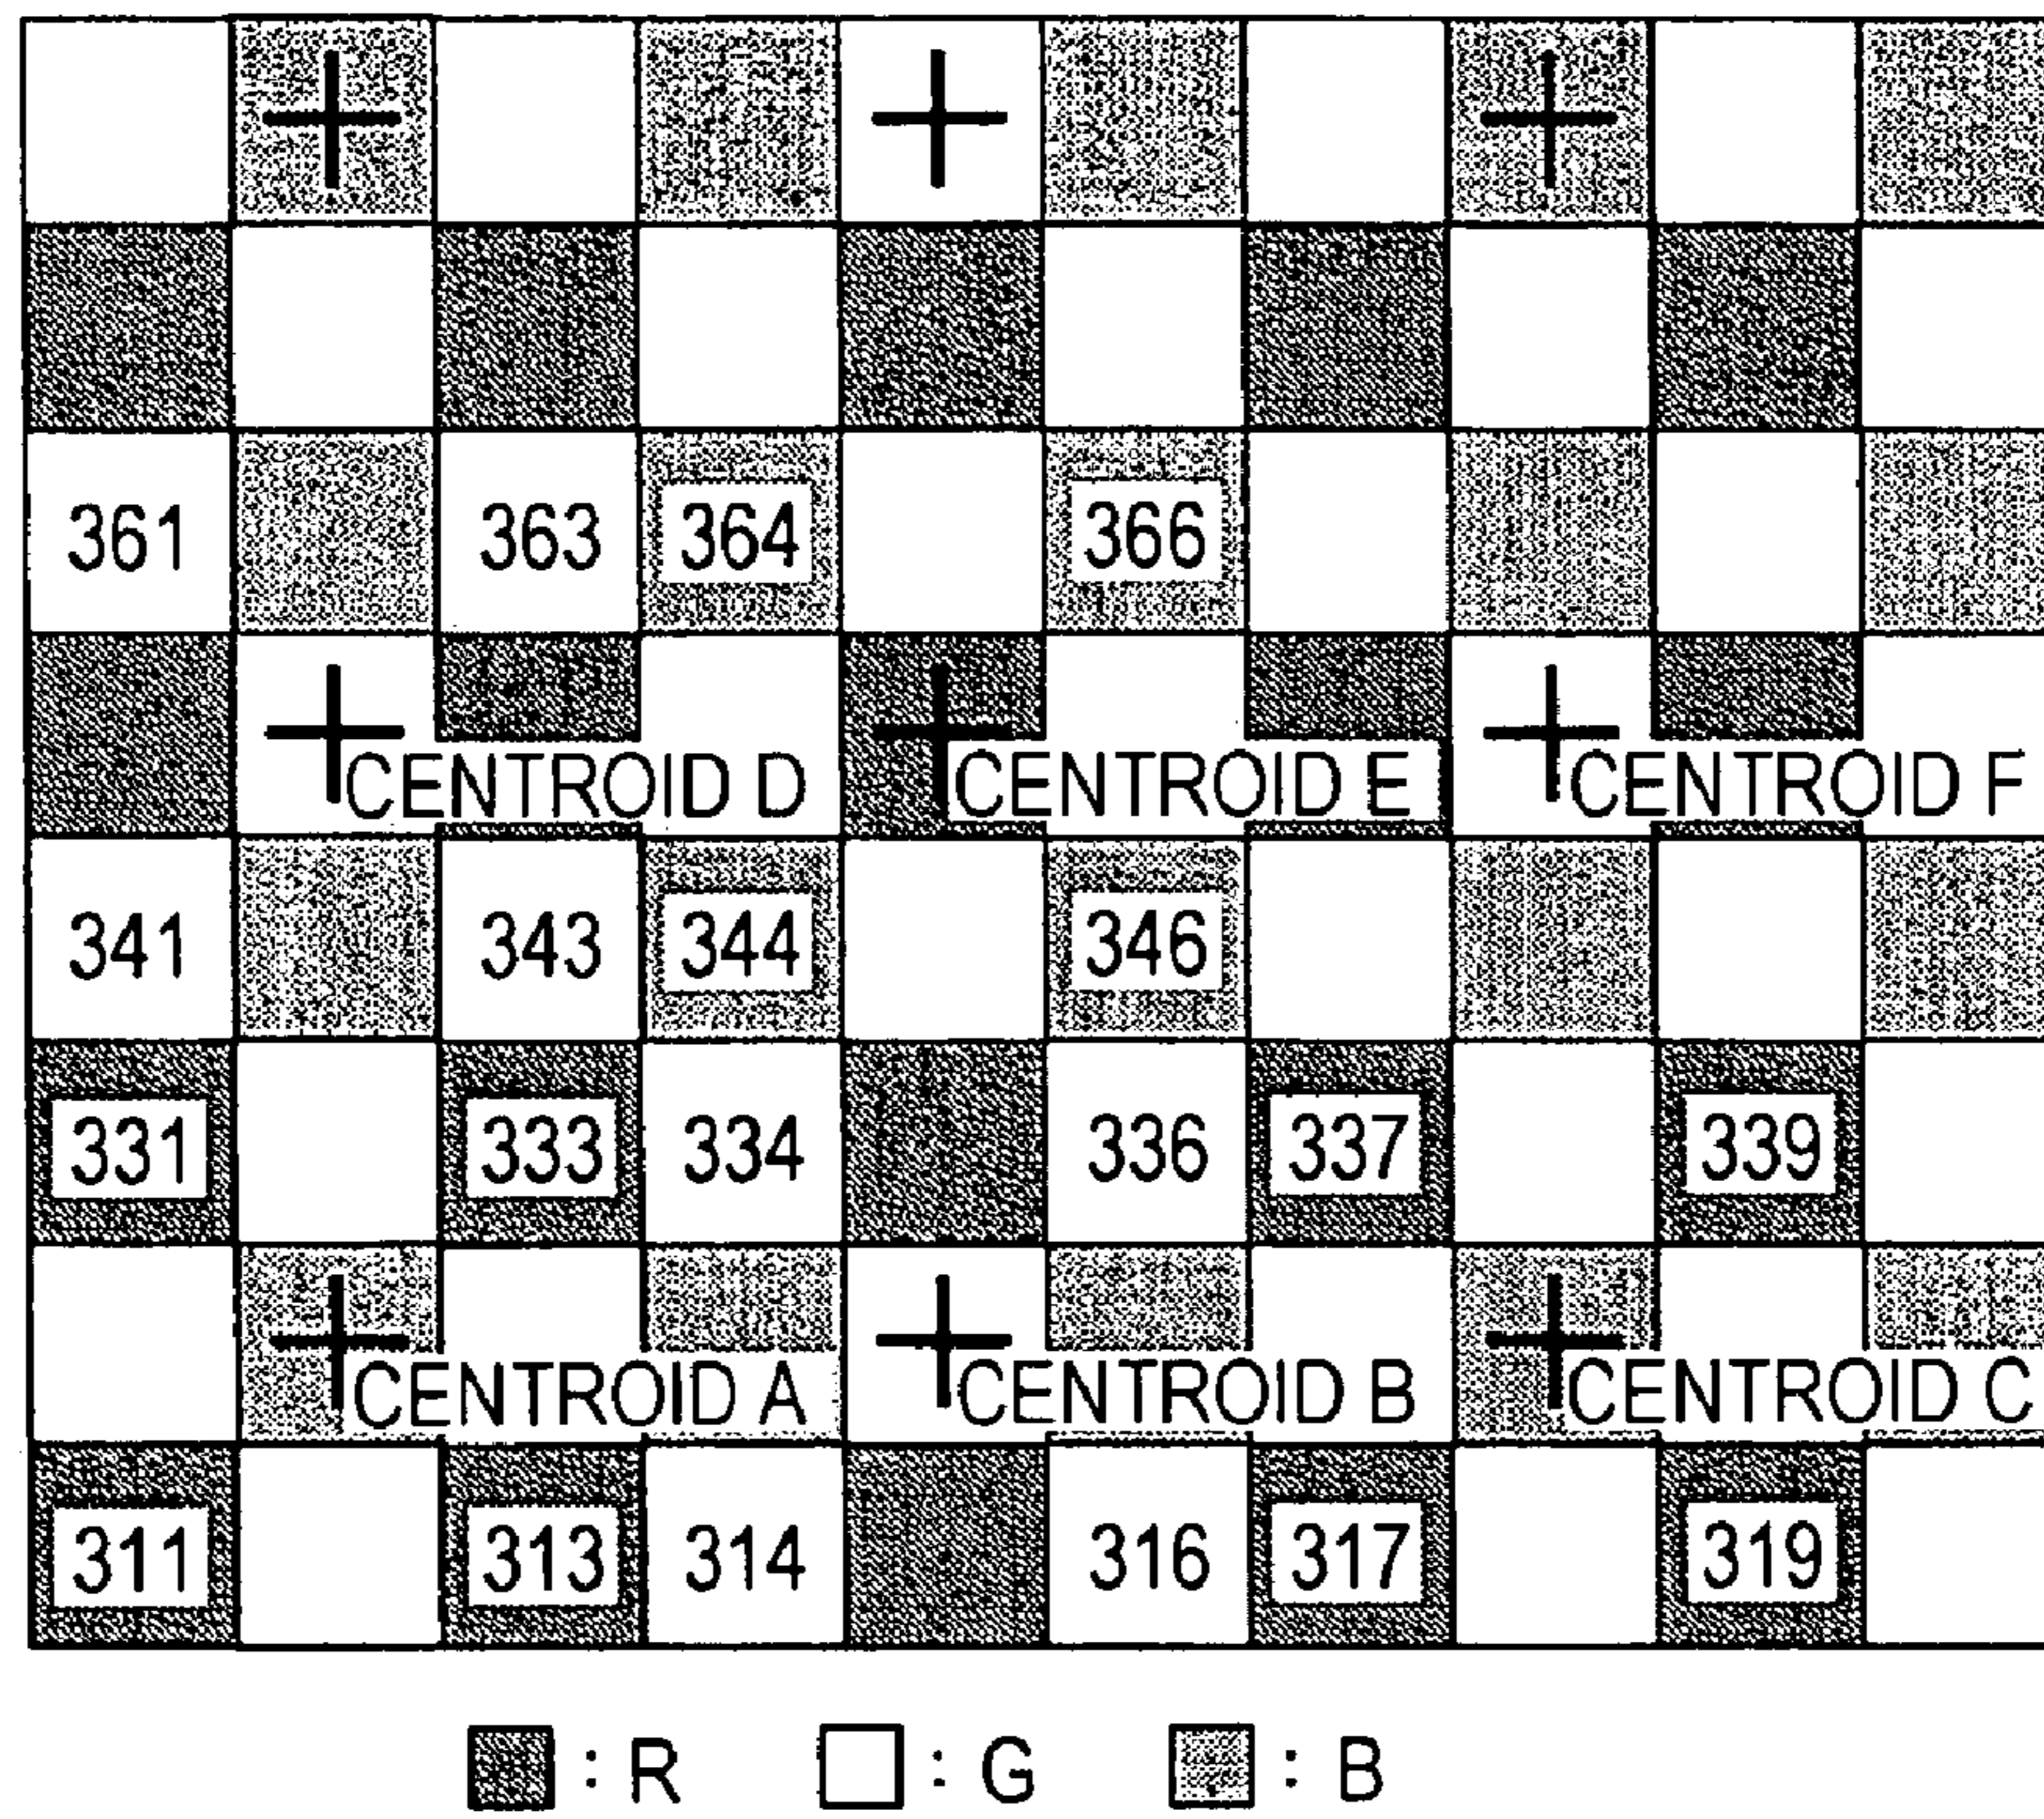 361 363 364 366
CENTROID D CENTROID E CENTROID F
341 343 344 346
331 333 334 336 337 339
CENTROID A CENTROID B CENTROID C
311 313 314 316 317 319
: R : G : B